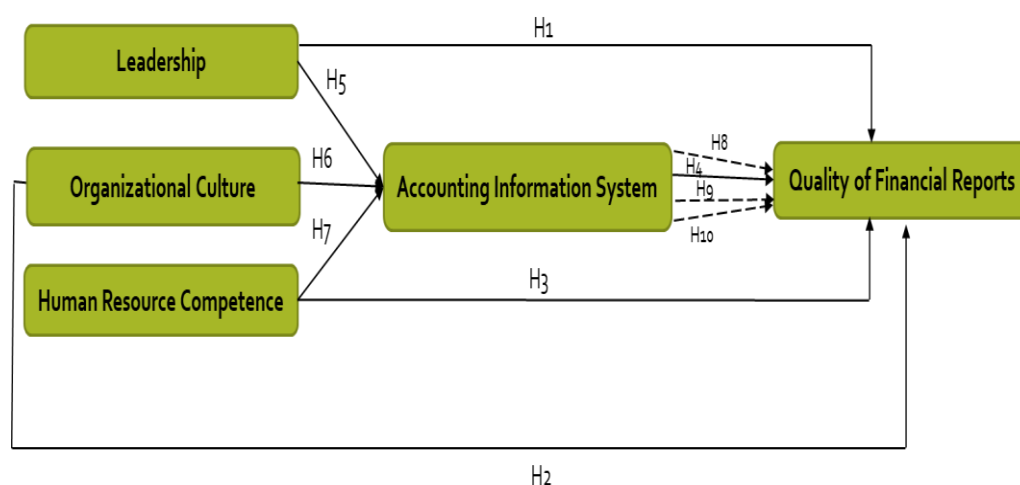 H1
Leadership
H5
H8
Organizational Culture
H6
Accounting Information System
H4
Quality of Financial Reports
H9
H10
H7
Human Resource Competence
H3
H2